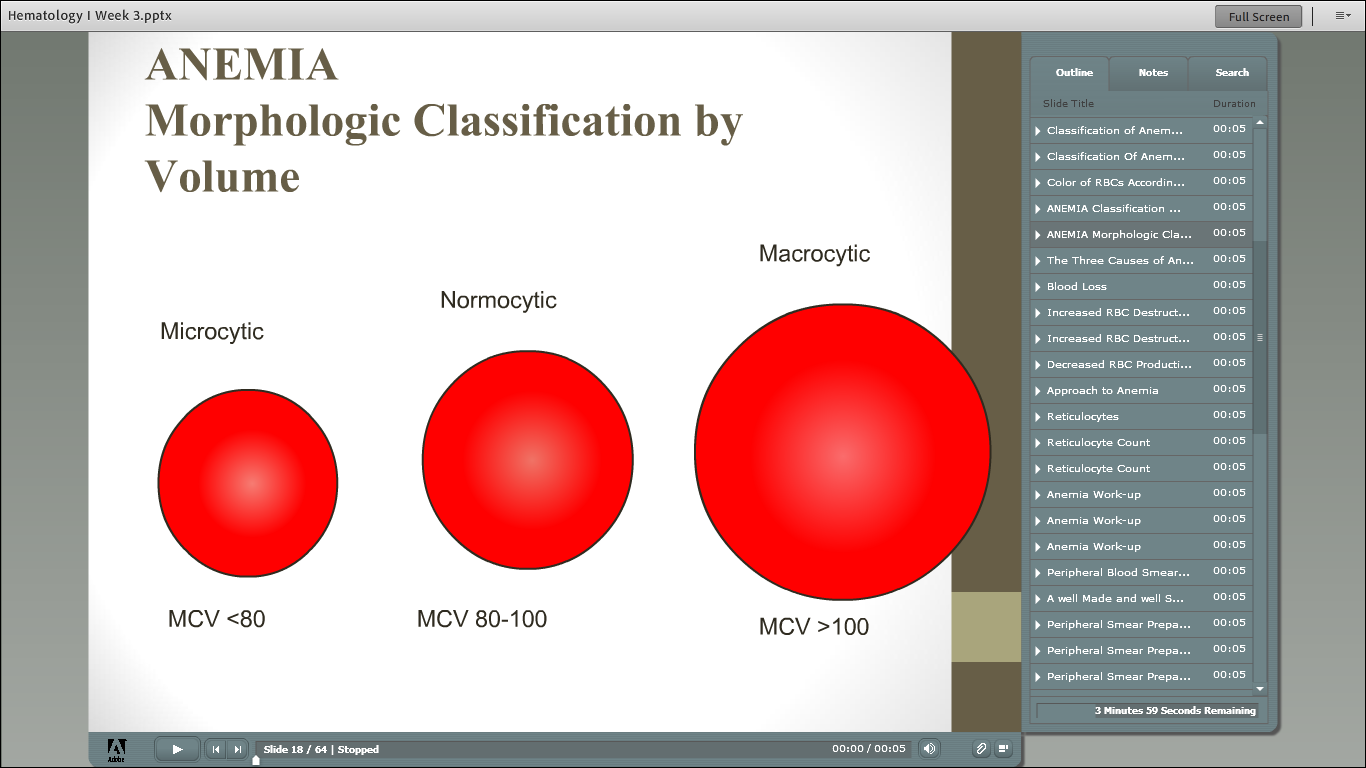 Hematology I Week 3.pptx
Full Screen
ANEMIA
Morphologic Classification by
Volume
Macrocytic
Normocytic
Microcytic
MCV <80
MCV 80-100
MCV >100
Outline Notes Search
Slide Title Duration
Classification of Anem... 00:05
Classification Of Anem... 00:05
Color of RBCs Accordin... 00:05
ANEMIA Classification ... 00:05
ANEMIA Morphologic Cla... 00:05
The Three Causes of An... 00:05
Blood Loss 00:05
Increased RBC Destruct... 00:05
Increased RBC Destruct... 00:05
Decreased RBC Producti... 00:05
Approach to Anemia 00:05
Reticulocytes 00:05
Reticulocyte Count 00:05
Reticulocyte Count 00:05
Anemia Work-up 00:05
Anemia Work-up 00:05
Anemia Work-up 00:05
Peripheral Blood Smear... 00:05
A well Made and well S... 00:05
Peripheral Smear Prepa... 00:05
Peripheral Smear Prepa... 00:05
Peripheral Smear Prepa... 00:05
3 Minutes 59 Seconds Remaining
Adobe
Slide 18 / 64 | Stopped
00:00 / 00:05